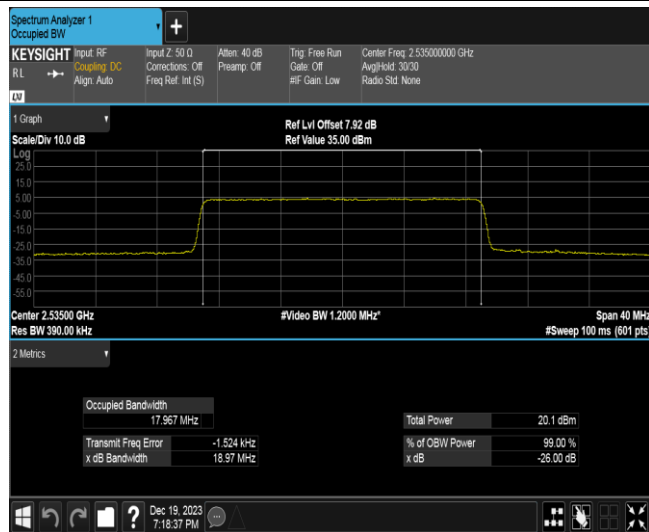 Spectrum Analyzer 1
Occupied BW
+
KEYSIGHT
RL
Input: RF
Coupling: DC
Align: Auto
Input Z: 50 Ω
Corrections: Off
Freq Ref: Int (S)
Atten: 40 dB
Preamp: Off
Trig: Free Run
Gate: Off
#IF Gain: Low
Center Freq: 2.535000000 GHz
Avg|Hold: 30/30
Radio Std: None
1 Graph
Scale/Div 10.0 dB
Ref Lvl Offset 7.92 dB
Ref Value 35.00 dBm
Log
25.0
15.0
5.00
-5.00
-15.0
-25.0
-35.0
-45.0
-55.0
Center 2.53500 GHz
#Video BW 1.2000 MHz*
Span 40 MHz
Res BW 390.00 kHz
#Sweep 100 ms (601 pts)
2 Metrics
Occupied Bandwidth
17.967 MHz
Total Power 20.1 dBm
Transmit Freq Error -1.524 kHz
% of OBW Power 99.00 %
x dB Bandwidth 18.97 MHz
x dB -26.00 dB
?
Dec 19, 2023
7:18:37 PM